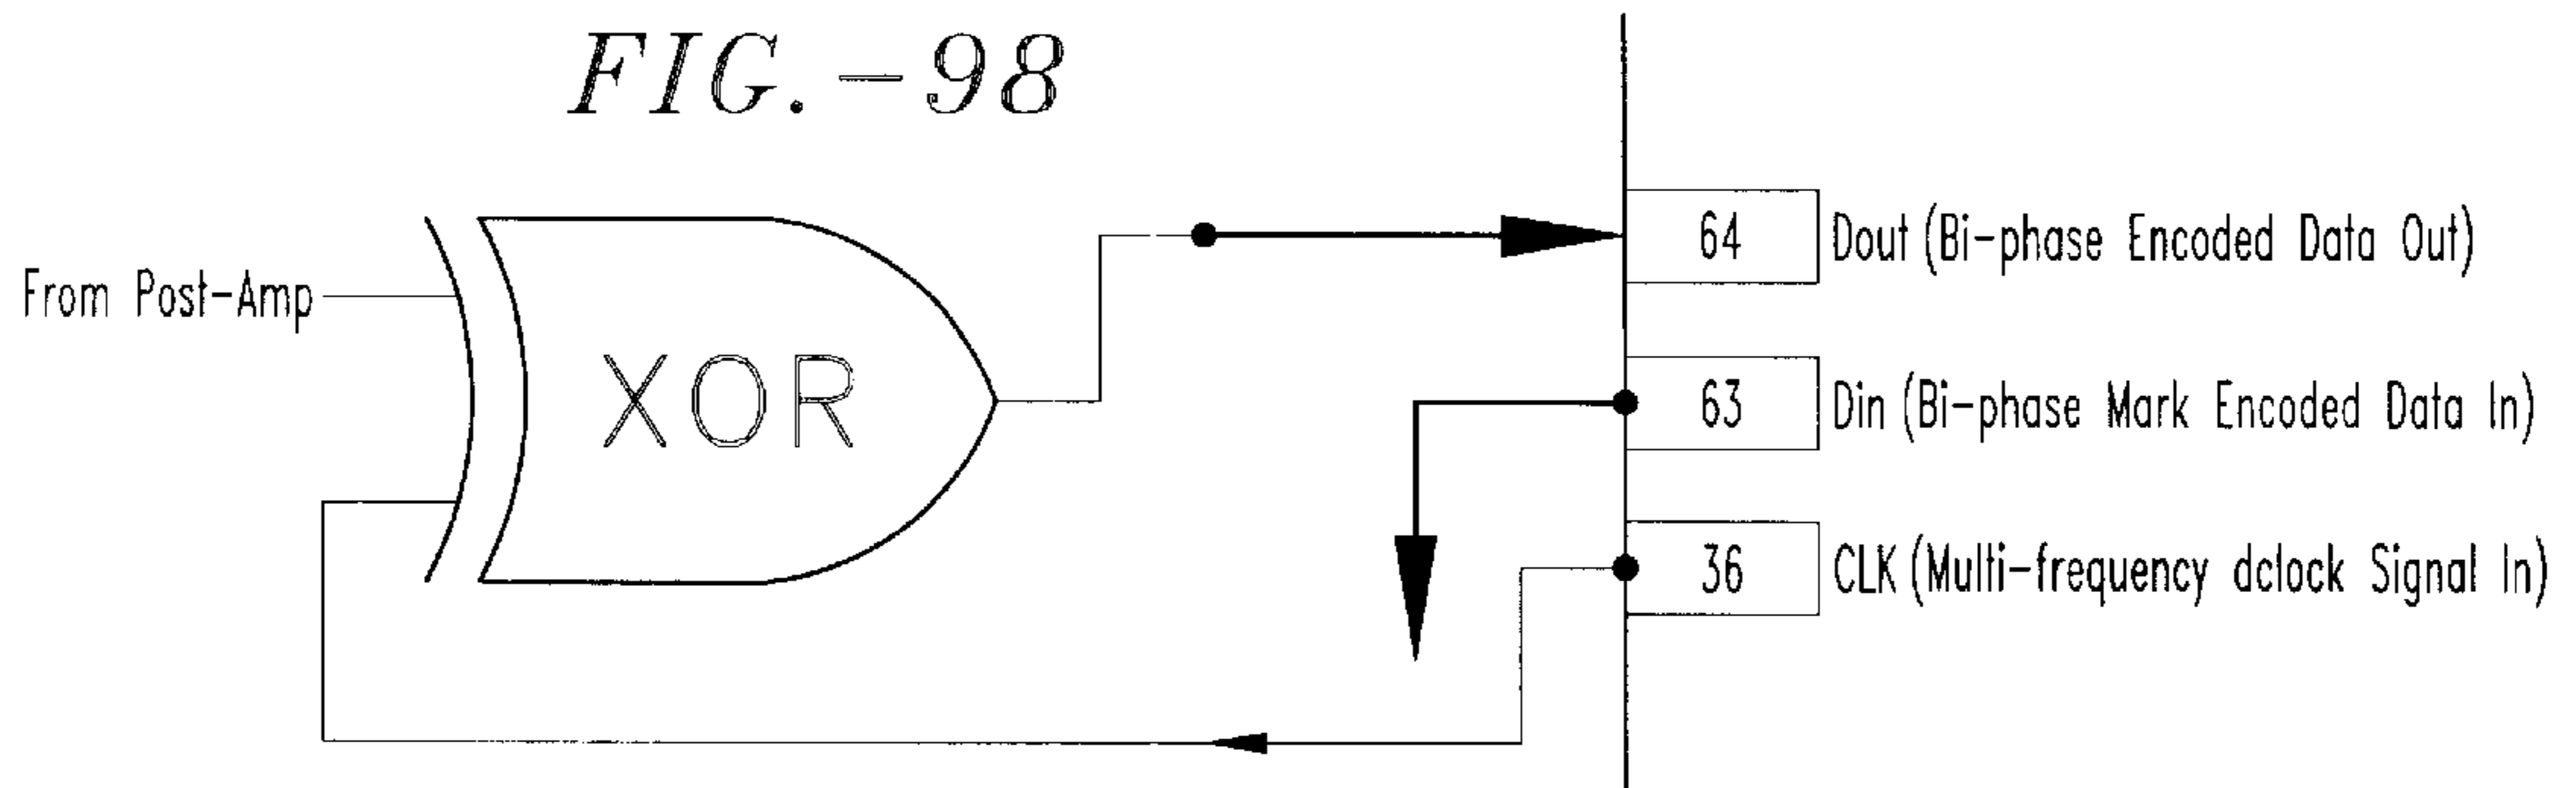 FIG.-98
From Post-Amp
XOR
64 Dout (Bi-phase Encoded Data Out)
63 Din (Bi-phase Mark Encoded Data In)
36 CLK (Multi-frequency dclock Signal In)